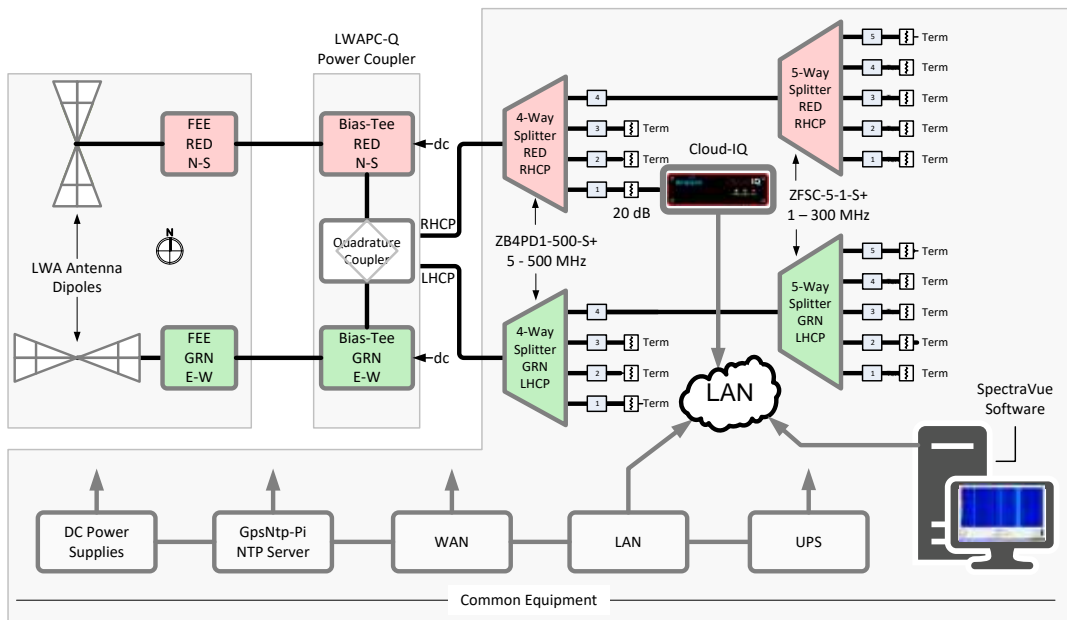 LWAPC-Q
Power Coupler
FEE
RED
N-S
Bias-Tee
RED
N-S
dc
4-Way
Splitter
RED
RHCP
4
3
Term
2
Term
1
20 dB
Cloud-IQ
IQ
5-Way
Splitter
RED
RHCP
5
Term
4
Term
3
Term
2
Term
1
Term
N
LWA Antenna
Dipoles
Quadrature
Coupler
RHCP
LHCP
ZB4PD1-500-S+
5 - 500 MHz
ZFSC-5-1-S+
1 – 300 MHz
FEE
GRN
E-W
Bias-Tee
GRN
E-W
dc
4-Way
Splitter
GRN
LHCP
4
3
Term
2
Term
1
Term
5-Way
Splitter
GRN
LHCP
5
Term
4
Term
3
Term
2
Term
1
Term
LAN
SpectraVue
Software
DC Power
Supplies
GpsNtp-Pi
NTP Server
WAN
LAN
UPS
Common Equipment